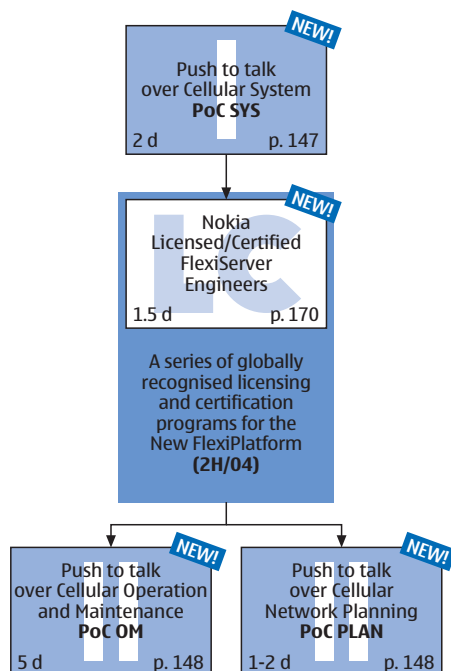 NEW!
Push to talk
over Cellular System
PoC SYS
2 d p. 147
NEW!
LC
Nokia
Licensed/Certified
FlexiServer
Engineers
1.5 d p. 170
A series of globally
recognised licensing
and certification
programs for the
New FlexiPlatform
(2H/04)
NEW!
Push to talk
over Cellular Operation
and Maintenance
PoC OM
5 d p. 148
NEW!
Push to talk
over Cellular
Network Planning
PoC PLAN
1-2 d p. 148